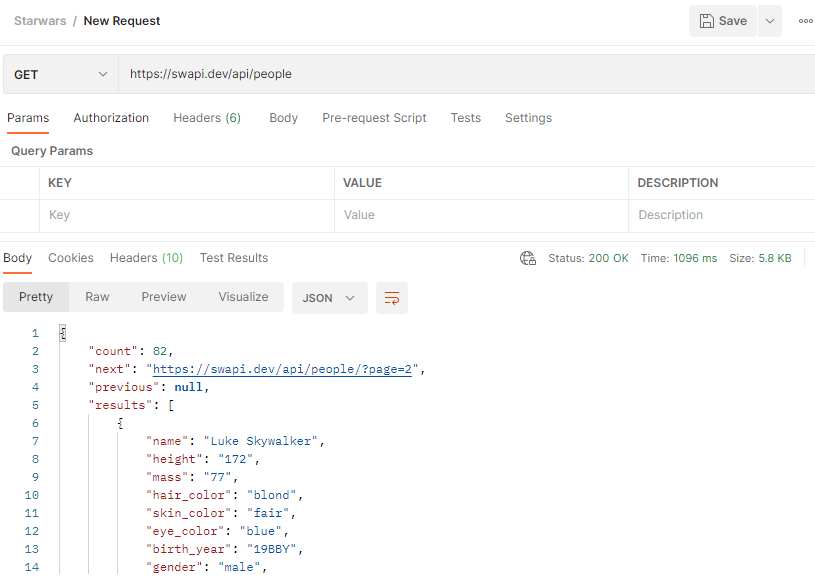 Starwars / New Request
Save
GET https://swapi.dev/api/people
Params Authorization Headers (6) Body Pre-request Script Tests Settings
Query Params
KEY VALUE DESCRIPTION
Key Value Description
Body Cookies Headers (10) Test Results Status: 200 OK Time: 1096 ms Size: 5.8 KB
Pretty Raw Preview Visualize JSON
1 {
2 "count": 82,
3 "next": "https://swapi.dev/api/people/?page=2",
4 "previous": null,
5 "results": [
6 {
7 "name": "Luke Skywalker",
8 "height": "172",
9 "mass": "77",
10 "hair_color": "blond",
11 "skin_color": "fair",
12 "eye_color": "blue",
13 "birth_year": "19BBY",
14 "gender": "male",